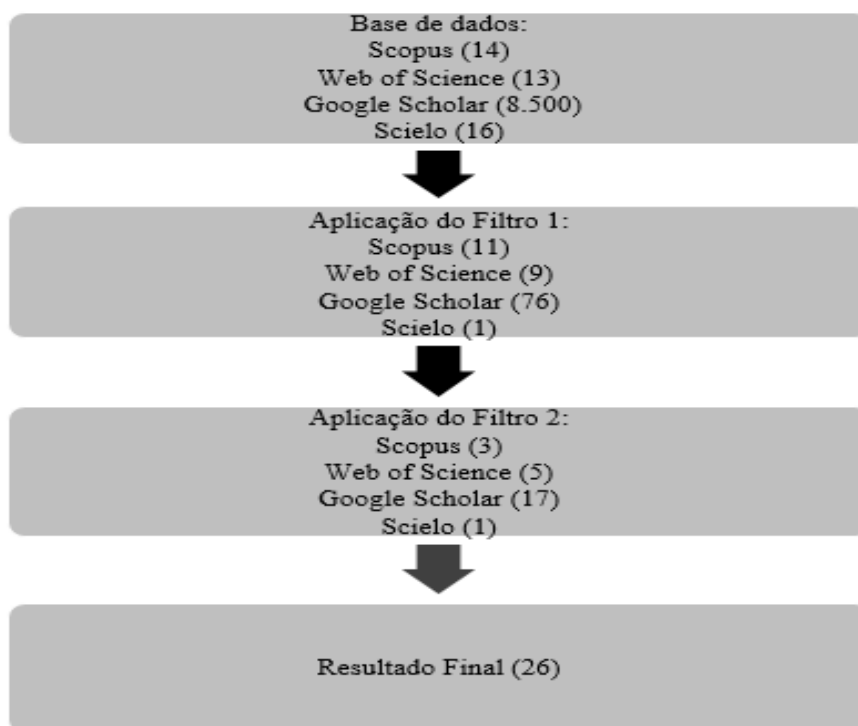 Base de dados:
Scopus (14)
Web of Science (13)
Google Scholar (8.500)
Scielo (16)
Aplicação do Filtro 1:
Scopus (11)
Web of Science (9)
Google Scholar (76)
Scielo (1)
Aplicação do Filtro 2:
Scopus (3)
Web of Science (5)
Google Scholar (17)
Scielo (1)
Resultado Final (26)